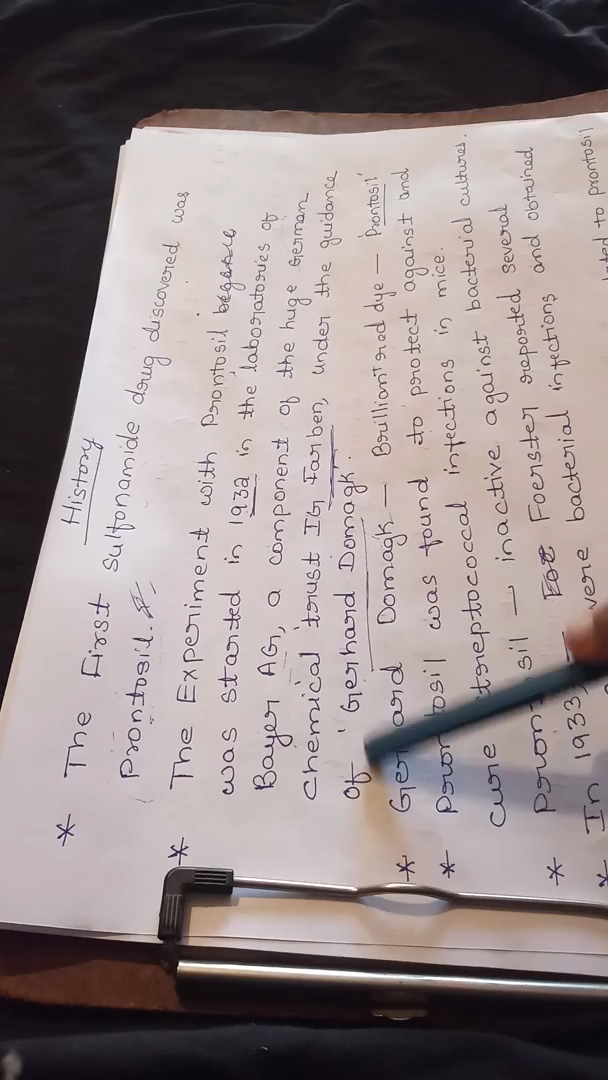 History
* The First sulfonamide drug discovered was
prontosil.
* The Experiment with prontosil
was started in 1932 in the laboratories of
Bayer AG, a component of the huge German
chemical trust IG Farben, under the guidance
of Gerhard Domagk.
* Gerhard Domagk — Brilliant red dye — prontosil
* prontosil was found to protect against and
cure streptococcal infections in mice.
* prontosil — inactive against bacterial cultures.
* In 1933, Foerster reported several
severe bacterial infections and obtained
to prontosil